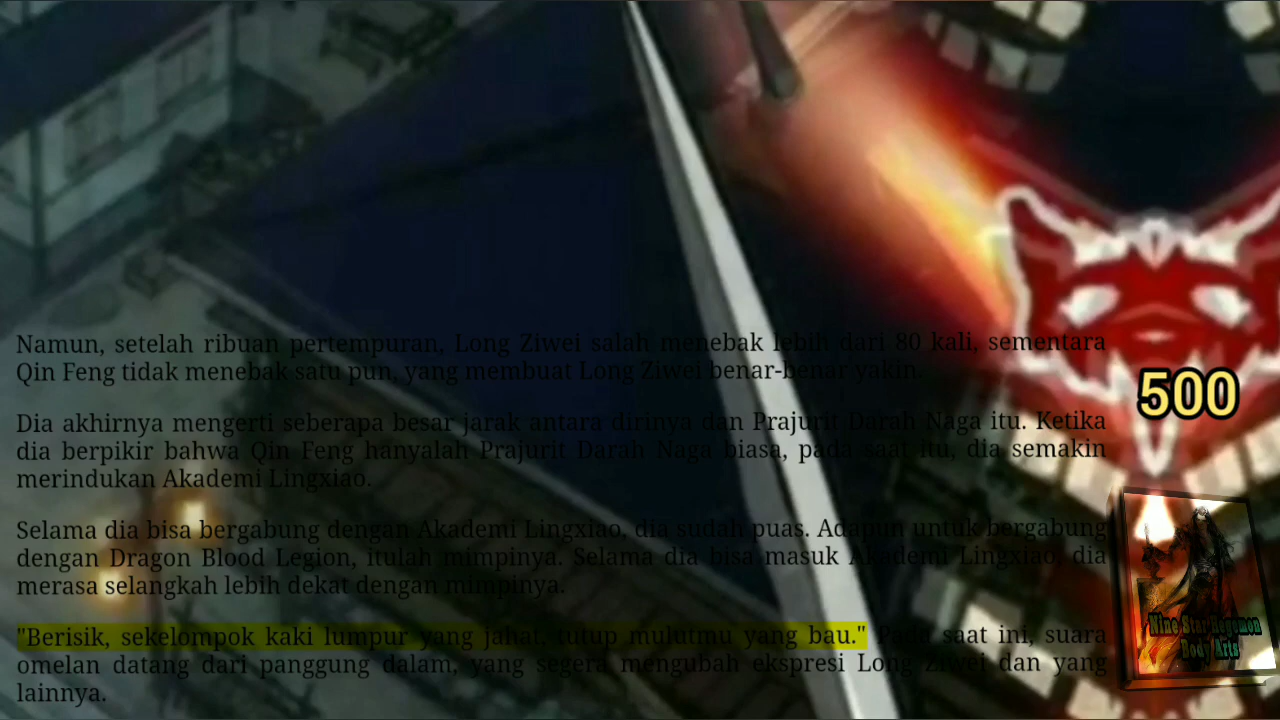 Namun, setelah ribuan pertempuran, Long Ziwei salah menebak lebih dari 80 kali, sementara
Qin Feng tidak menebak satu pun, yang membuat Long Ziwei benar-benar yakin.
500
Dia akhirnya mengerti seberapa besar jarak antara dirinya dan Prajurit Darah Naga itu. Ketika
dia berpikir bahwa Qin Feng hanyalah Prajurit Darah Naga biasa, pada saat itu, dia semakin
merindukan Akademi Lingxiao.
Selama dia bisa bergabung dengan Akademi Lingxiao, dia sudah puas. Adapun untuk bergabung
dengan Dragon Blood Legion, itulah mimpinya. Selama dia bisa masuk Akademi Lingxiao, dia
merasa selangkah lebih dekat dengan mimpinya.
"Berisik, sekelompok kaki lumpur yang jahat, tutup mulutmu yang bau." Pada saat ini, suara
omelan datang dari panggung dalam, yang segera mengubah ekspresi Long Ziwei dan yang
lainnya.
Nine Star Hegemon
Body Arts